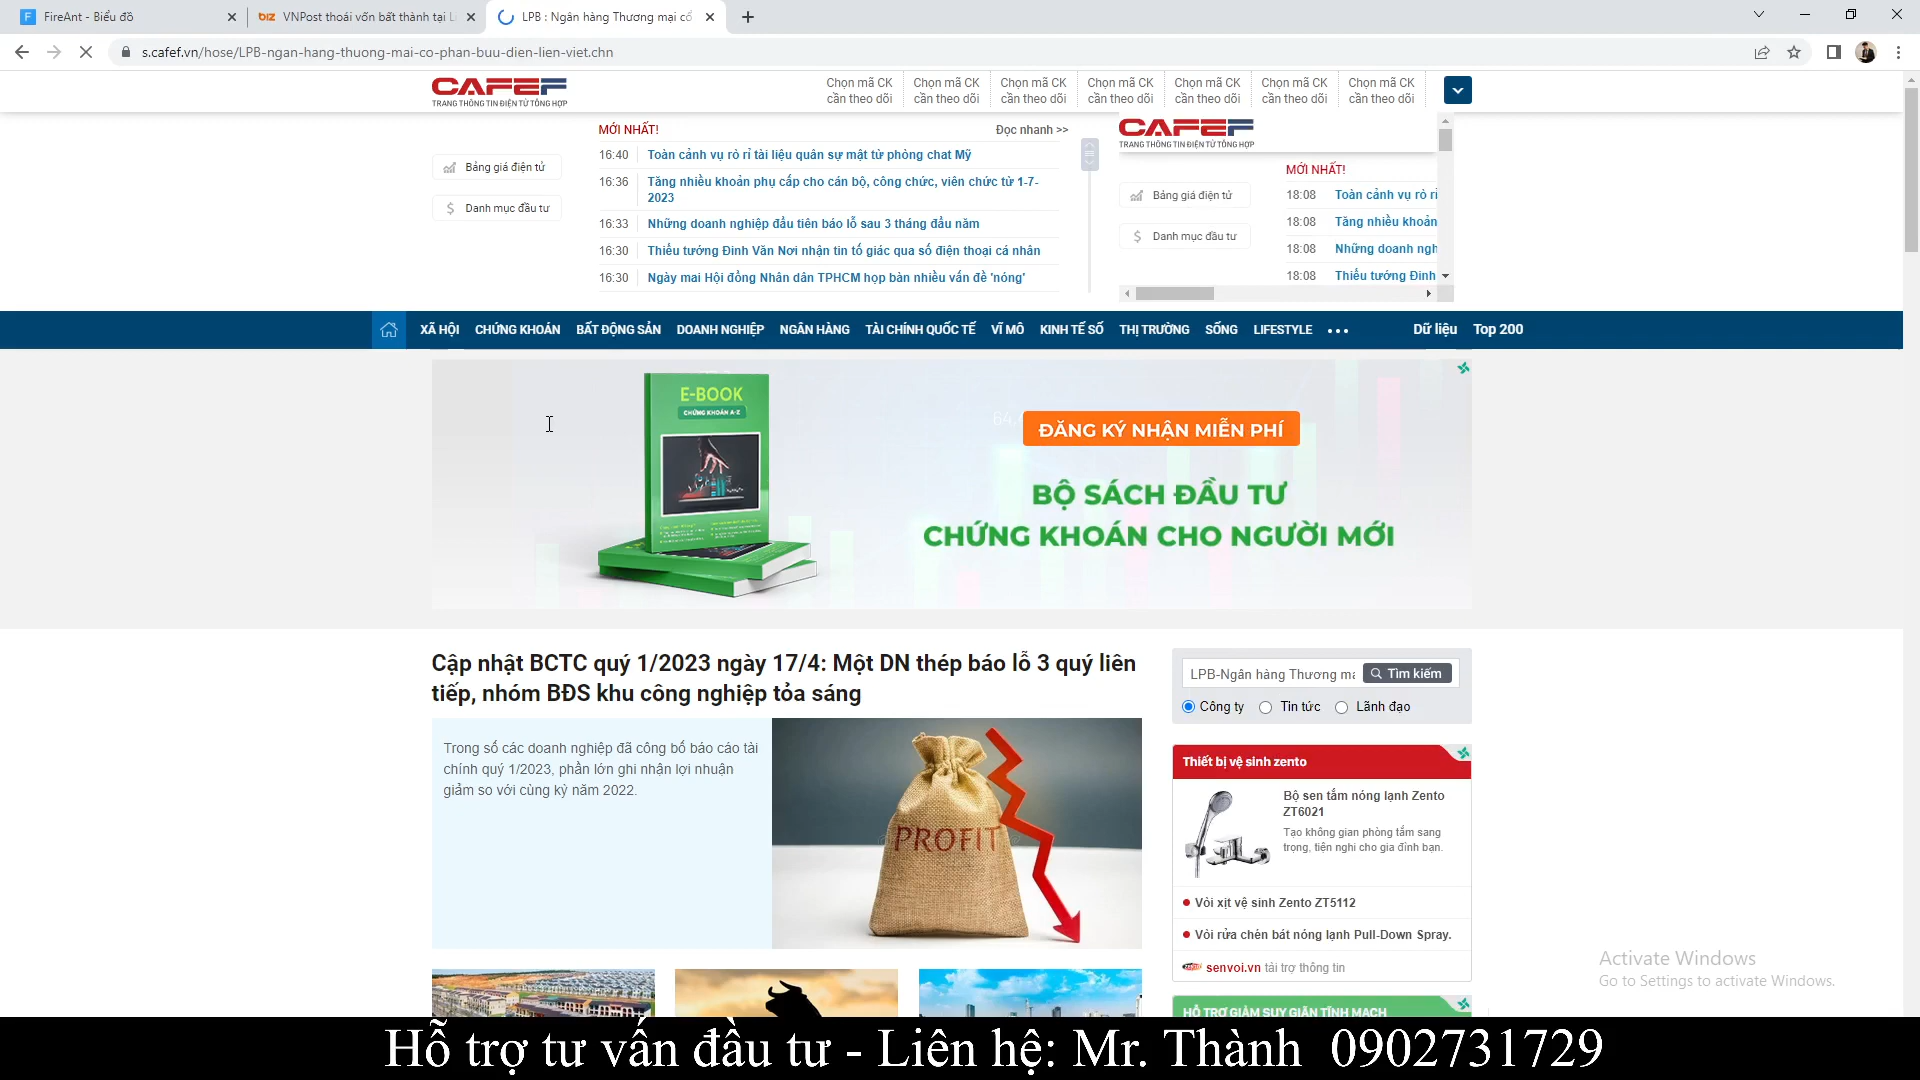 FireAnt - Biểu đồ
VNPost thoái vốn bất thành tại L
LPB : Ngân hàng Thương mại cổ
s.cafef.vn/hose/LPB-ngan-hang-thuong-mai-co-phan-buu-dien-lien-viet.chn
CAFEF
TRANG THÔNG TIN ĐIỆN TỬ TỔNG HỢP
Chọn mã CK cần theo dõi
Chọn mã CK cần theo dõi
Chọn mã CK cần theo dõi
Chọn mã CK cần theo dõi
Chọn mã CK cần theo dõi
Chọn mã CK cần theo dõi
Chọn mã CK cần theo dõi
Bảng giá điện tử
Danh mục đầu tư
MỚI NHẤT!
Đọc nhanh >>
16:40 Toàn cảnh vụ rò rỉ tài liệu quân sự mật từ phòng chat Mỹ
16:36 Tăng nhiều khoản phụ cấp cho cán bộ, công chức, viên chức từ 1-7-
2023
16:33 Những doanh nghiệp đầu tiên báo lỗ sau 3 tháng đầu năm
16:30 Thiếu tướng Đinh Văn Nơi nhận tin tố giác qua số điện thoại cá nhân
16:30 Ngày mai Hội đồng Nhân dân TPHCM họp bàn nhiều vấn đề 'nóng'
CAFEF
TRANG THÔNG TIN ĐIỆN TỬ TỔNG HỢP
MỚI NHẤT!
Bảng giá điện tử
Danh mục đầu tư
18:08 Toàn cảnh vụ rò rỉ
18:08 Tăng nhiều khoản
18:08 Những doanh ngh
18:08 Thiếu tướng Đinh
XÃ HỘI CHỨNG KHOÁN BẤT ĐỘNG SẢN DOANH NGHIỆP NGÂN HÀNG TÀI CHÍNH QUỐC TẾ VĨ MÔ KINH TẾ SỐ THỊ TRƯỜNG SỐNG LIFESTYLE Dữ liệu Top 200
E-BOOK
CHỨNG KHOÁN A-Z
ĐĂNG KÝ NHẬN MIỄN PHÍ
BỘ SÁCH ĐẦU TƯ
CHỨNG KHOÁN CHO NGƯỜI MỚI
Cập nhật BCTC quý 1/2023 ngày 17/4: Một DN thép báo lỗ 3 quý liên
tiếp, nhóm BĐS khu công nghiệp tỏa sáng
Trong số các doanh nghiệp đã công bố báo cáo tài
chính quý 1/2023, phần lớn ghi nhận lợi nhuận
giảm so với cùng kỳ năm 2022.
PROFIT
LPB-Ngân hàng Thương mạ
Tìm kiếm
Công ty Tin tức Lãnh đạo
Thiết bị vệ sinh zento
Bộ sen tắm nóng lạnh Zento
ZT6021
Tạo không gian phòng tắm sang
trọng, tiện nghi cho gia đình bạn.
Vòi xịt vệ sinh Zento ZT5112
Vòi rửa chén bát nóng lạnh Pull-Down Spray.
senvoi.vn tài trợ thông tin
HỖ TRỢ GIẢM SUY GIÃN TĨNH MẠCH
Activate Windows
Go to Settings to activate Windows.
Hỗ trợ tư vấn đầu tư - Liên hệ: Mr. Thành 0902731729